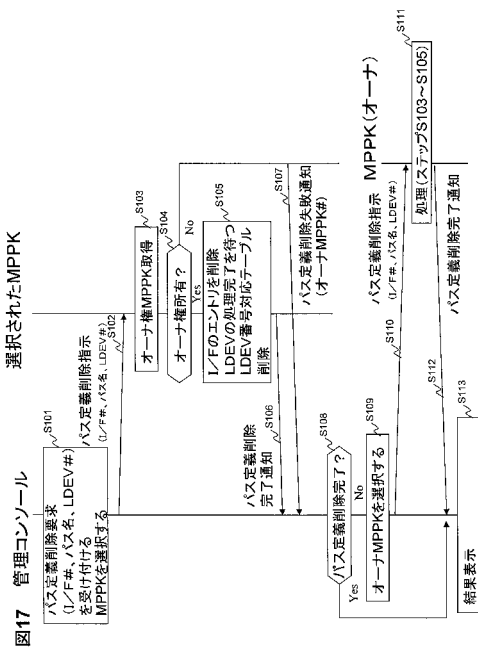 図17
管理コンソール
選択されたMPPK
S101
パス定義削除要求
(I/F#、パス名、LDEV#)
を受け付ける
MPPKを選択する
パス定義削除指示
(I/F#、パス名、LDEV#)
S102
S103
オーナ権MPPK取得
S104
オーナ権所有?
No
Yes
S105
I/Fのエントリを削除
LDEVの処理完了を待つ
LDEV番号対応テーブル
削除
パス定義削除
完了通知
S106
S107
パス定義削除失敗通知
(オーナMPPK#)
S108
パス定義削除完了?
Yes
No
S109
オーナMPPKを選択する
MPPK(オーナ)
パス定義削除指示
(I/F#、パス名、LDEV#)
S110
S111
処理(ステップS103~S105)
S112
パス定義削除完了通知
S113
結果表示